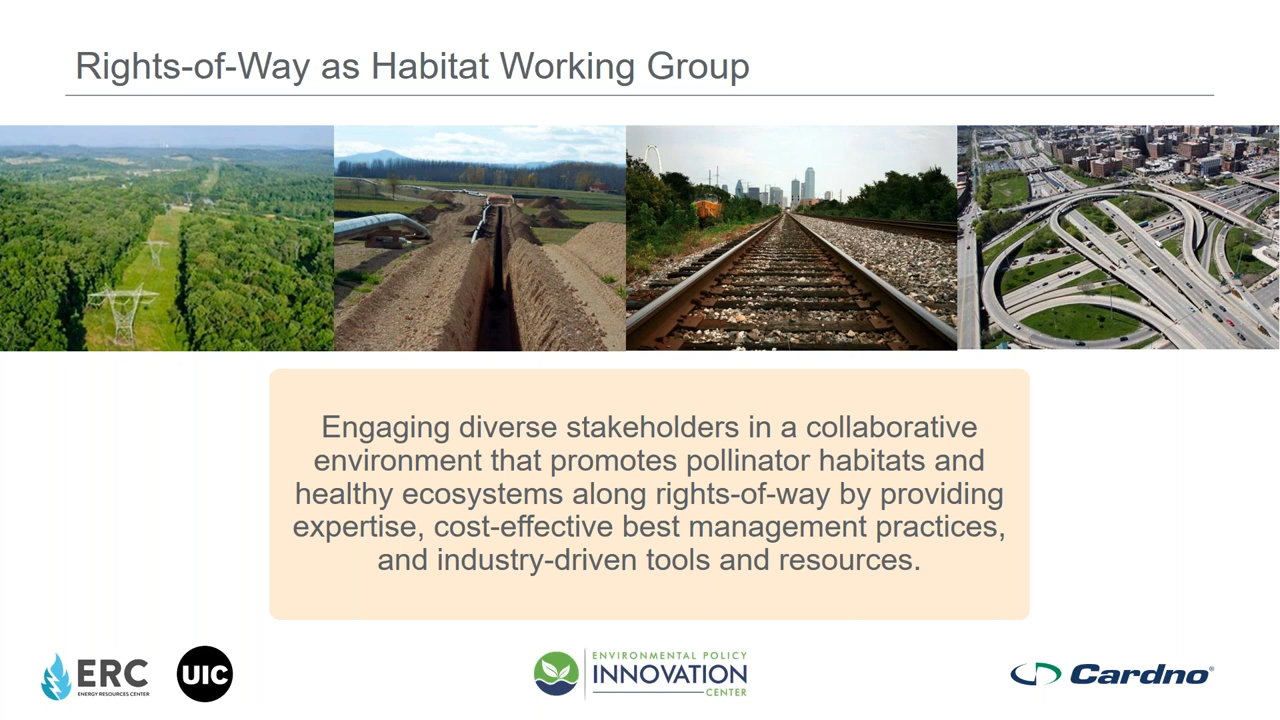 Rights-of-Way as Habitat Working Group
Engaging diverse stakeholders in a collaborative
environment that promotes pollinator habitats and
healthy ecosystems along rights-of-way by providing
expertise, cost-effective best management practices,
and industry-driven tools and resources.
ERC
ENERGY RESOURCES CENTER
UIC
ENVIRONMENTAL POLICY
INNOVATION
CENTER
Cardno®